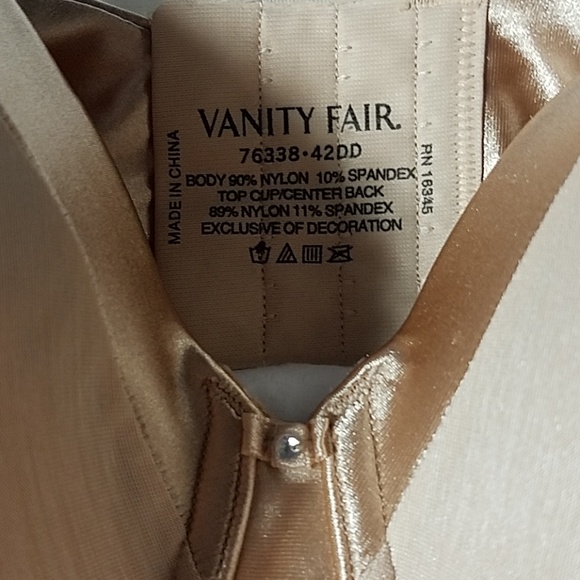 VANITY FAIR.
76338•42DD
BODY 90% NYLON 10% SPANDEX
TOP CUP/CENTER BACK
89% NYLON 11% SPANDEX
EXCLUSIVE OF DECORATION
MADE IN CHINA
RN 16345